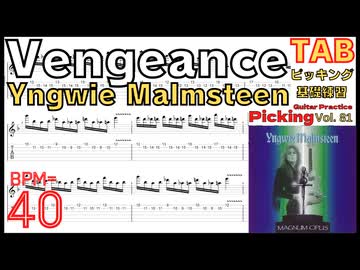 Vengeance
TAB
Yngwie Malmsteen
ピッキング
基礎練習
Guitar Practice
Picking Vol. 81
BPM=
40
Yngwie Malmsteen
MAGNUM OPUS